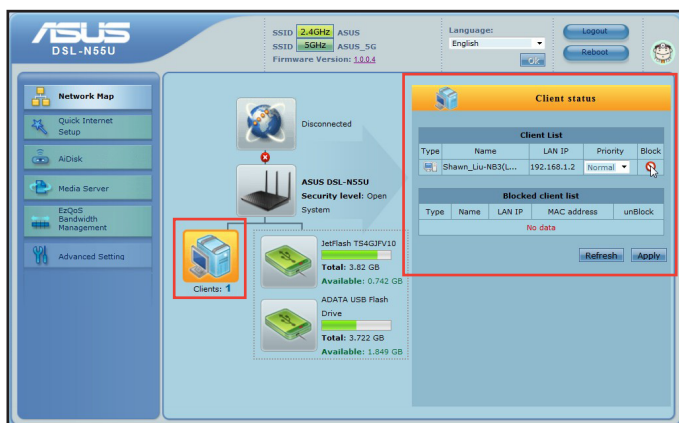 ASUS
DSL-N55U
SSID 2.4GHz ASUS
SSID 5GHz ASUS_5G
Firmware Version: 1.0.0.4
Language:
English
OK
Logout
Reboot
Network Map
Quick Internet
Setup
AiDisk
Media Server
EzQoS
Bandwidth
Management
Advanced Setting
Disconnected
ASUS DSL-N55U
Security level: Open
System
Clients: 1
JetFlash TS4GJFV10
Total: 3.82 GB
Available: 0.742 GB
ADATA USB Flash
Drive
Total: 3.722 GB
Available: 1.849 GB
Client status
Client List
Type Name LAN IP Priority Block
Shawn_Liu-NB3(L... 192.168.1.2 Normal
Blocked client list
Type Name LAN IP MAC address unBlock
No data
Refresh Apply